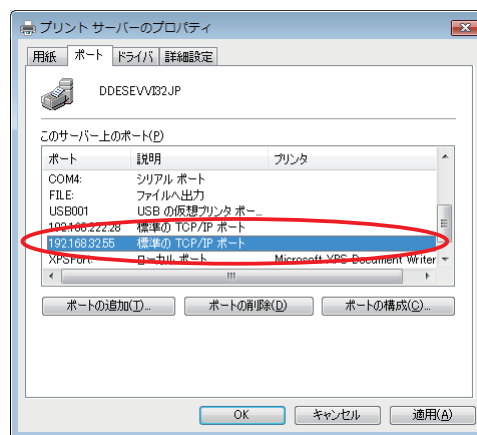 プリント サーバーのプロパティ
用紙 ポート ドライバ 詳細設定
DDESEVVB32JP
このサーバー上のポート(P)
ポート 説明 プリンタ
COM4: シリアル ポート
FILE: ファイルへ出力
USB001 USB の仮想プリンタ ポー...
192.168.222.28 標準の TCP/IP ポート
192.168.3255 標準の TCP/IP ポート
XPSPort: ローカル ポート Microsoft XPS Document Writer
ポートの追加(T)... ポートの削除(D) ポートの構成(C)...
OK キャンセル 適用(A)